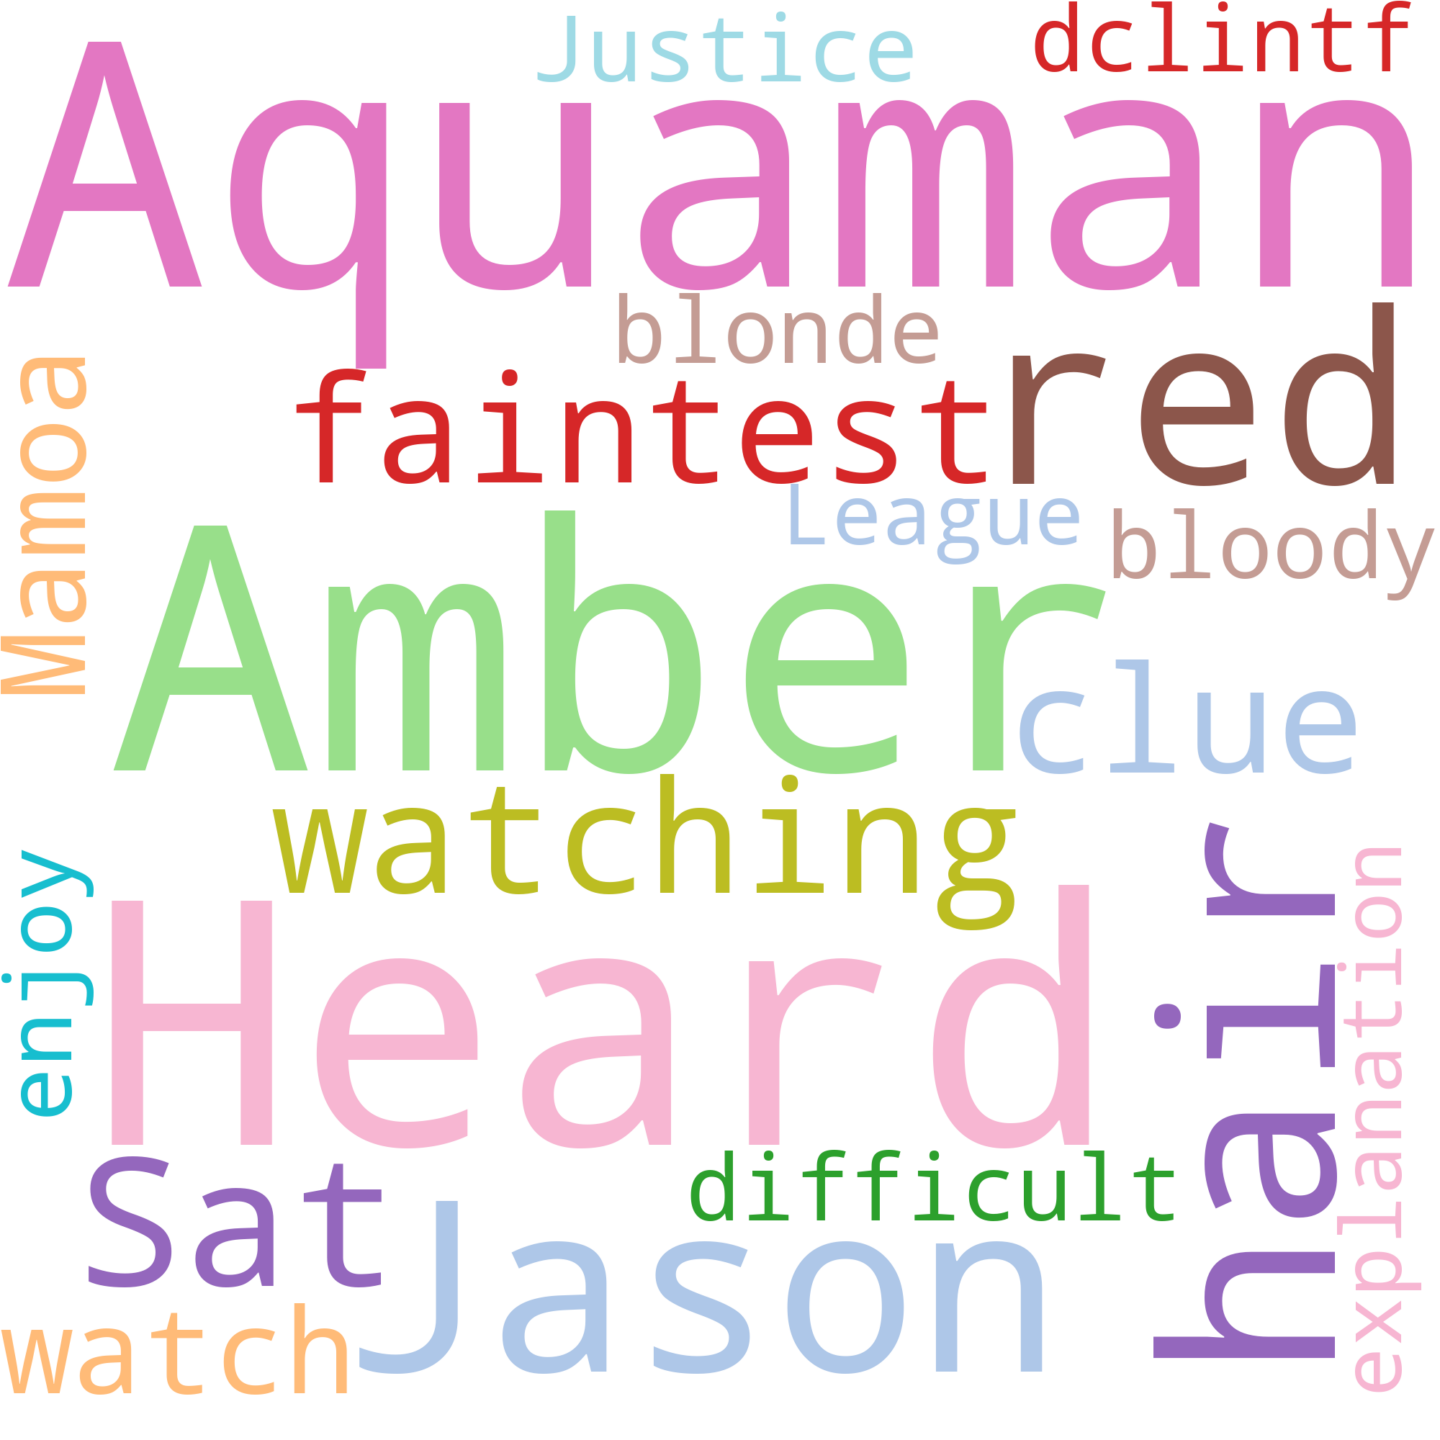 Justice
dclintf
Aquaman
blonde
red
Mamoa
faintest
League
bloody
Amber
clue
watching
hair
explanation
enjoy
Heard
Sat
difficult
Jason
watch